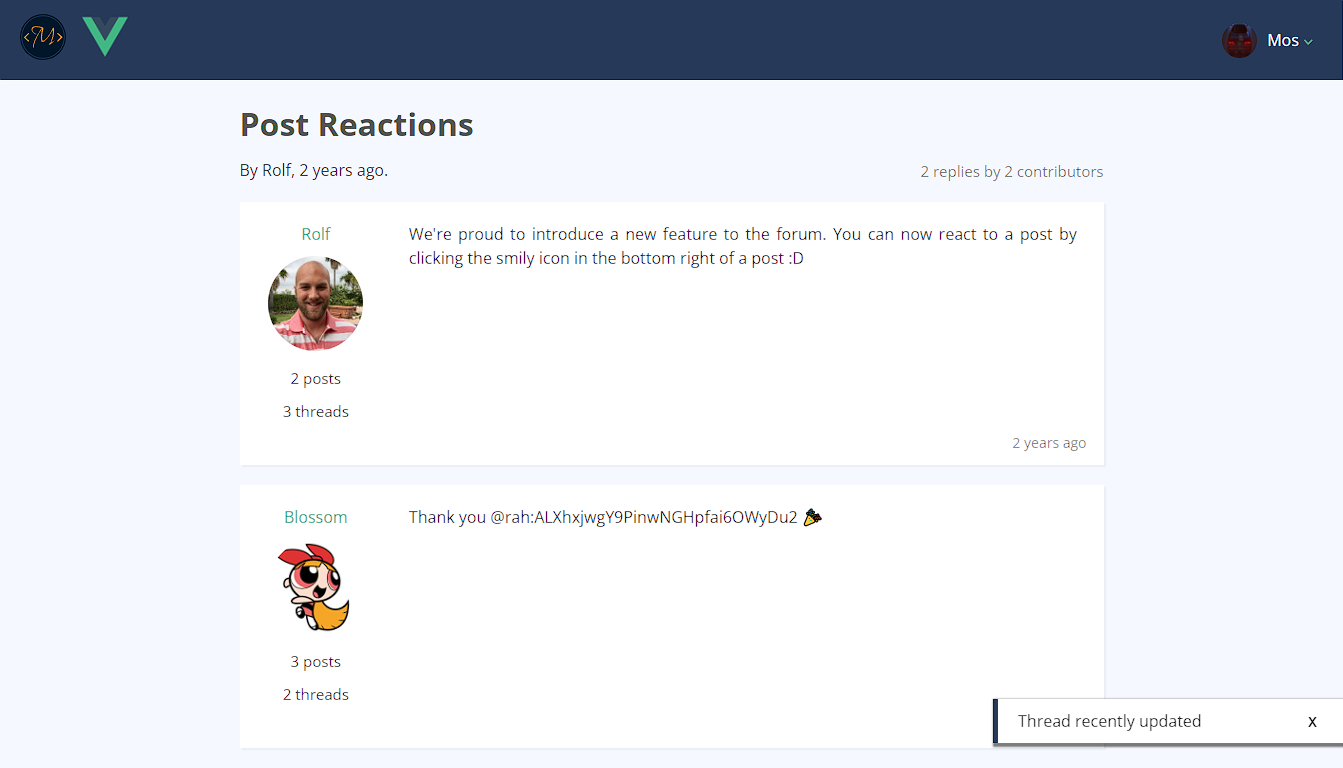 <M>
Mos
Post Reactions
By Rolf, 2 years ago.
2 replies by 2 contributors
Rolf
We're proud to introduce a new feature to the forum. You can now react to a post by
clicking the smily icon in the bottom right of a post :D
2 posts
3 threads
2 years ago
Blossom
Thank you @rah:ALXhxjwgY9PinwNGHpfai6OWyDu2 🎉
3 posts
2 threads
Thread recently updated
x